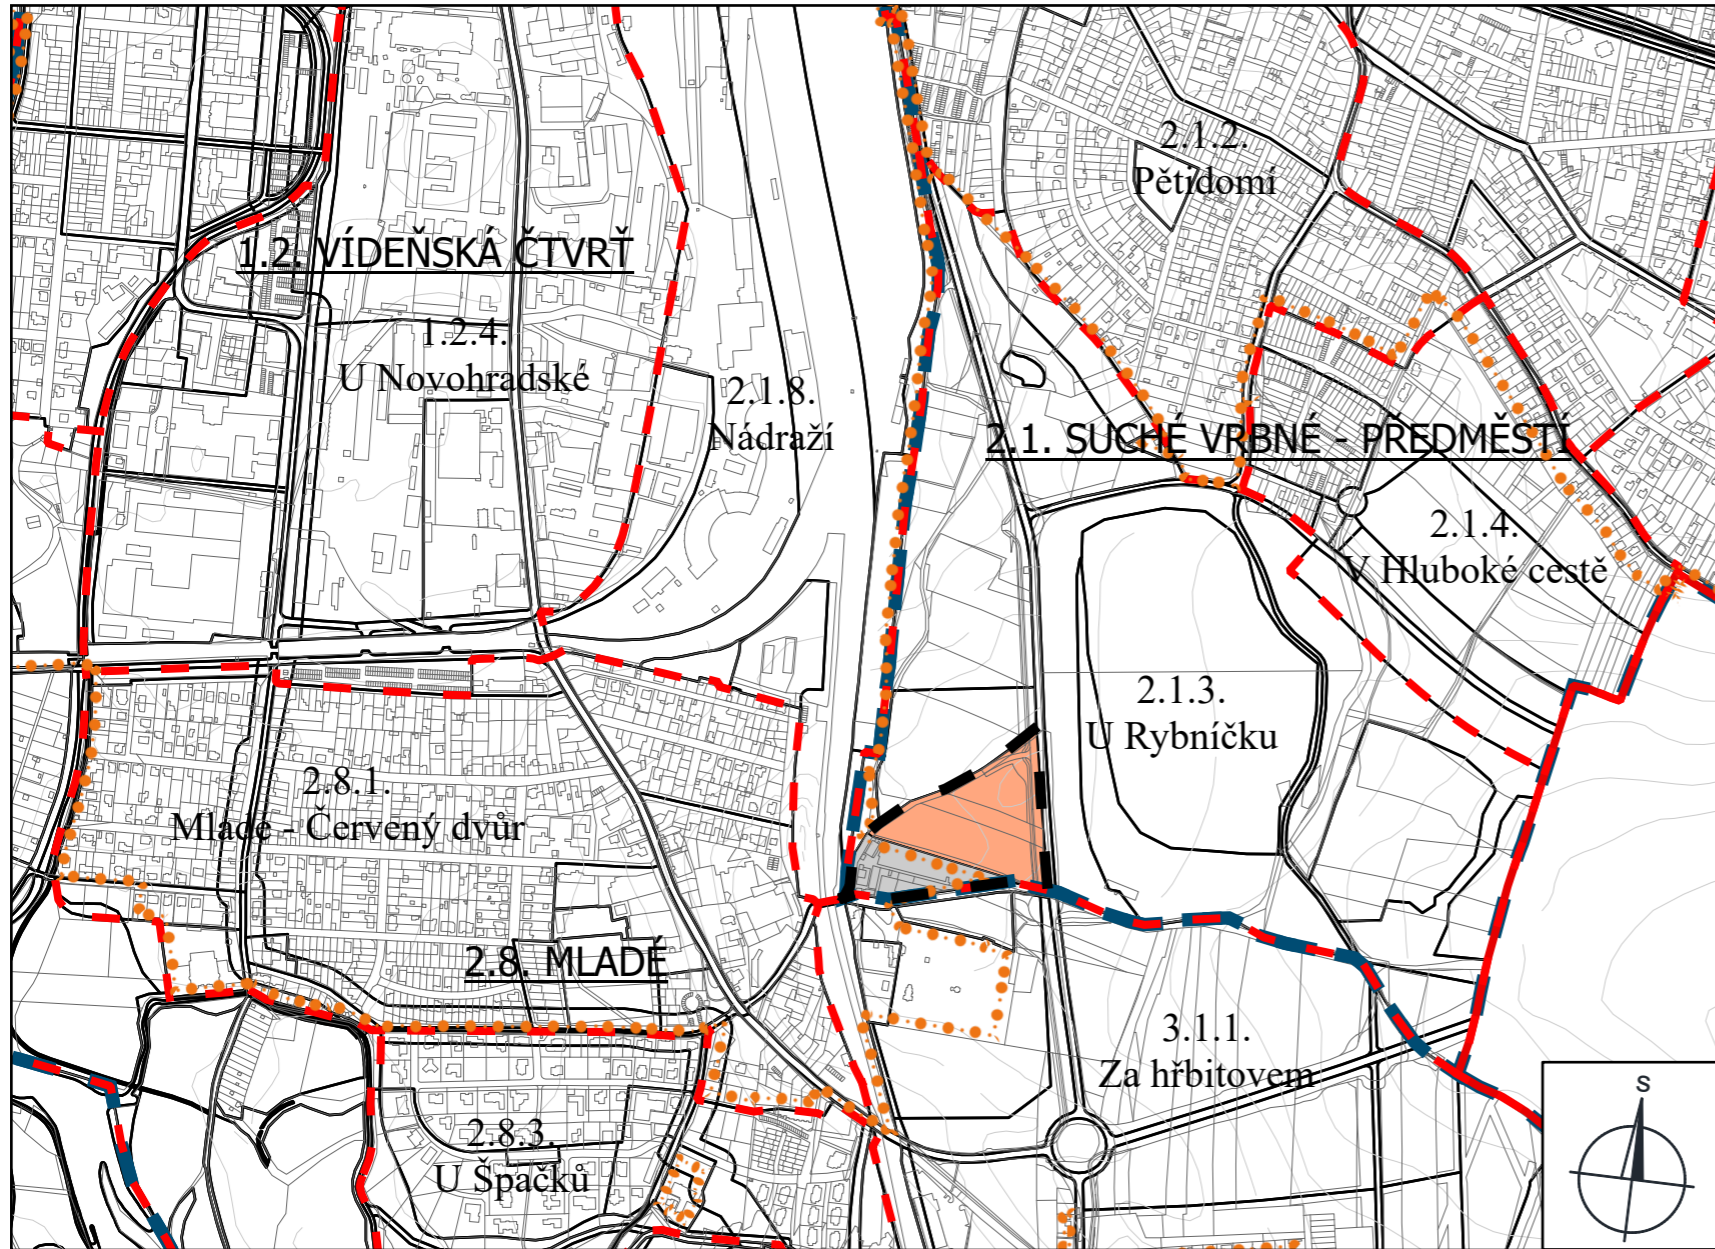 2.1.2.
Pětidomí
1.2. VÍDEŇSKÁ ČTVRŤ
1.2.4.
U Novohradské
2.1.8.
Nádraží
2.1. SUCHÉ VRBNÉ - PŘEDMĚSTÍ
2.1.4.
V Hluboké cestě
2.1.3.
U Rybníčku
2.8.1.
Mladé - Červený dvůr
2.8. MLADÉ
3.1.1.
Za hřbitovem
2.8.3.
U Špačků
S